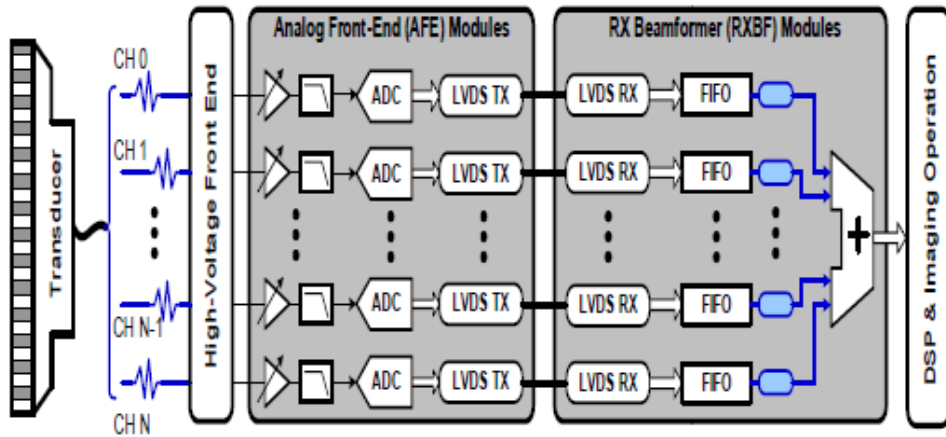 Analog Front-End (AFE) Modules
RX Beamformer (RXBF) Modules
Transducer
CH 0
CH 1
CH N-1
CH N
High-Voltage Front End
ADC
LVDS TX
LVDS RX
FIFO
ADC
LVDS TX
LVDS RX
FIFO
ADC
LVDS TX
LVDS RX
FIFO
ADC
LVDS TX
LVDS RX
FIFO
+
DSP & Imaging Operation